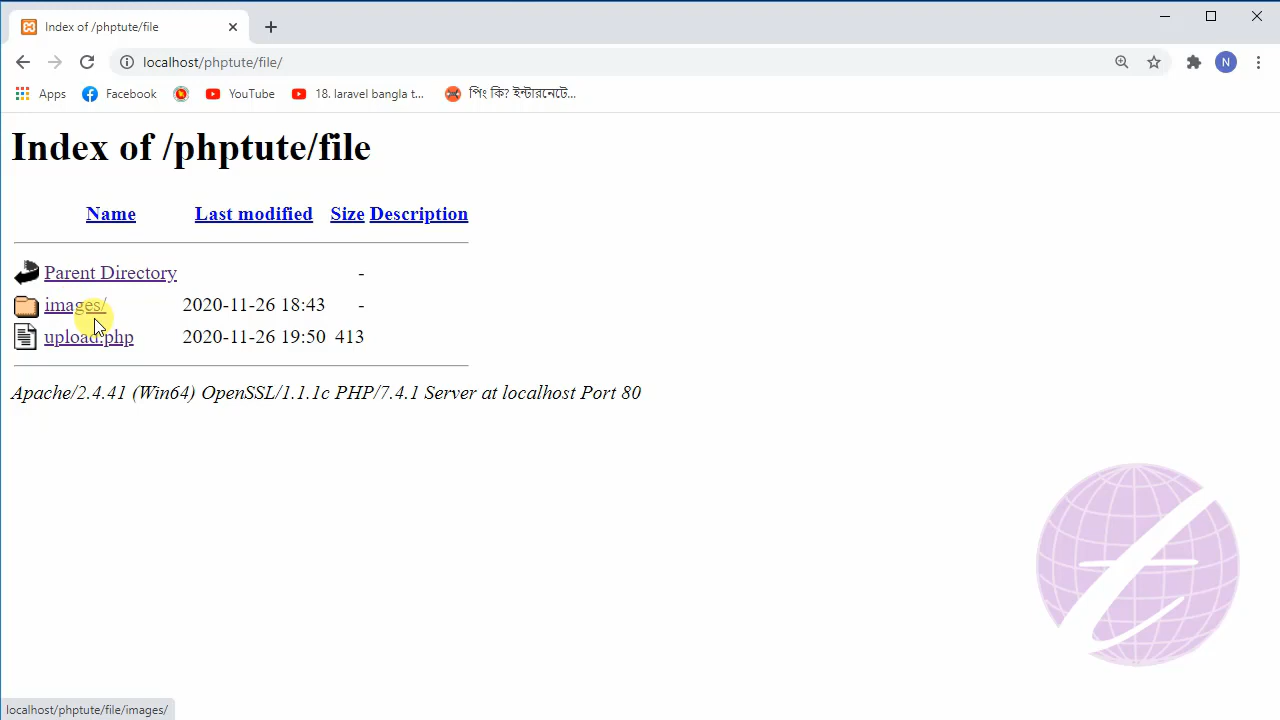 Index of /phptute/file
localhost/phptute/file/
N
Apps Facebook YouTube 18. laravel bangla t... পিং কি? ইন্টারনেটে...
Index of /phptute/file
Name Last modified Size Description
Parent Directory -
images/ 2020-11-26 18:43 -
upload.php 2020-11-26 19:50 413
Apache/2.4.41 (Win64) OpenSSL/1.1.1c PHP/7.4.1 Server at localhost Port 80
localhost/phptute/file/images/